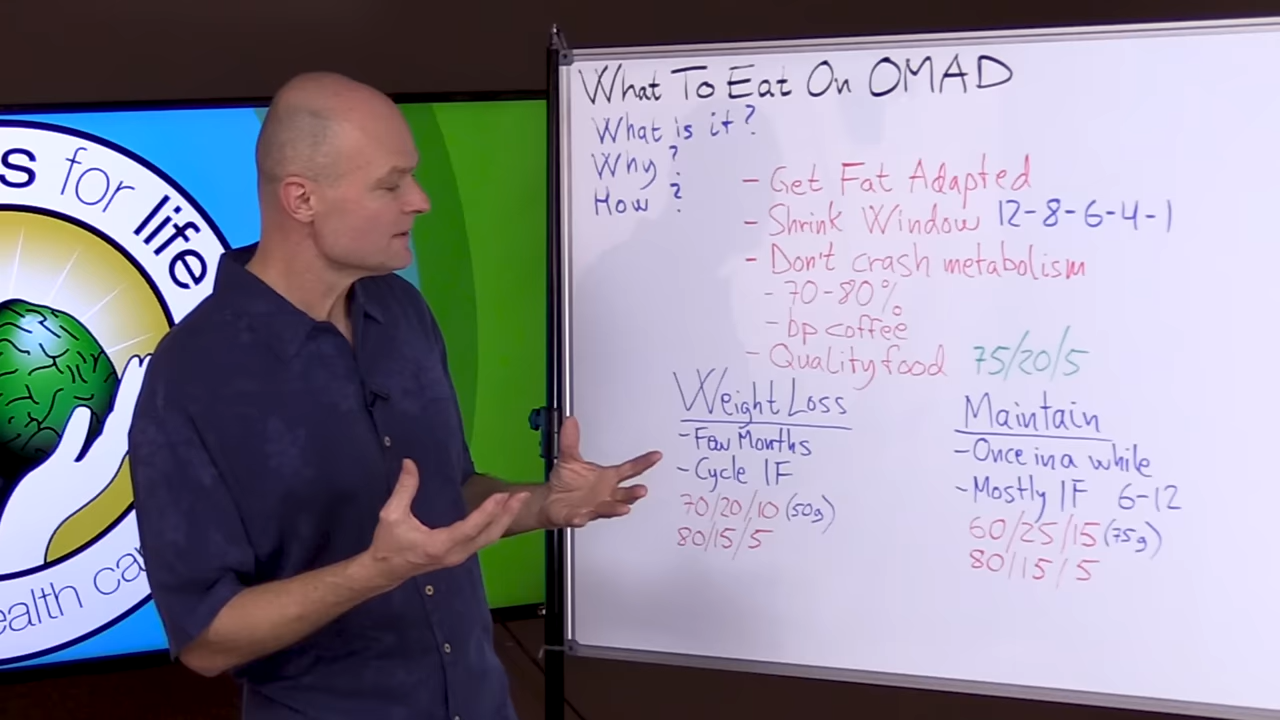 s for life
ealth ca
What To Eat On OMAD
What is it?
Why?
How?
- Get Fat Adapted
- Shrink Window 12-8-6-4-1
- Don't crash metabolism
- 70-80%
- bp coffee
- Quality food 75/20/5
Weight Loss
- Few Months
- Cycle IF
70/20/10 (50g)
80/15/5
Maintain
- Once in a while
- Mostly IF 6-12
60/25/15 (75g)
80/15/5